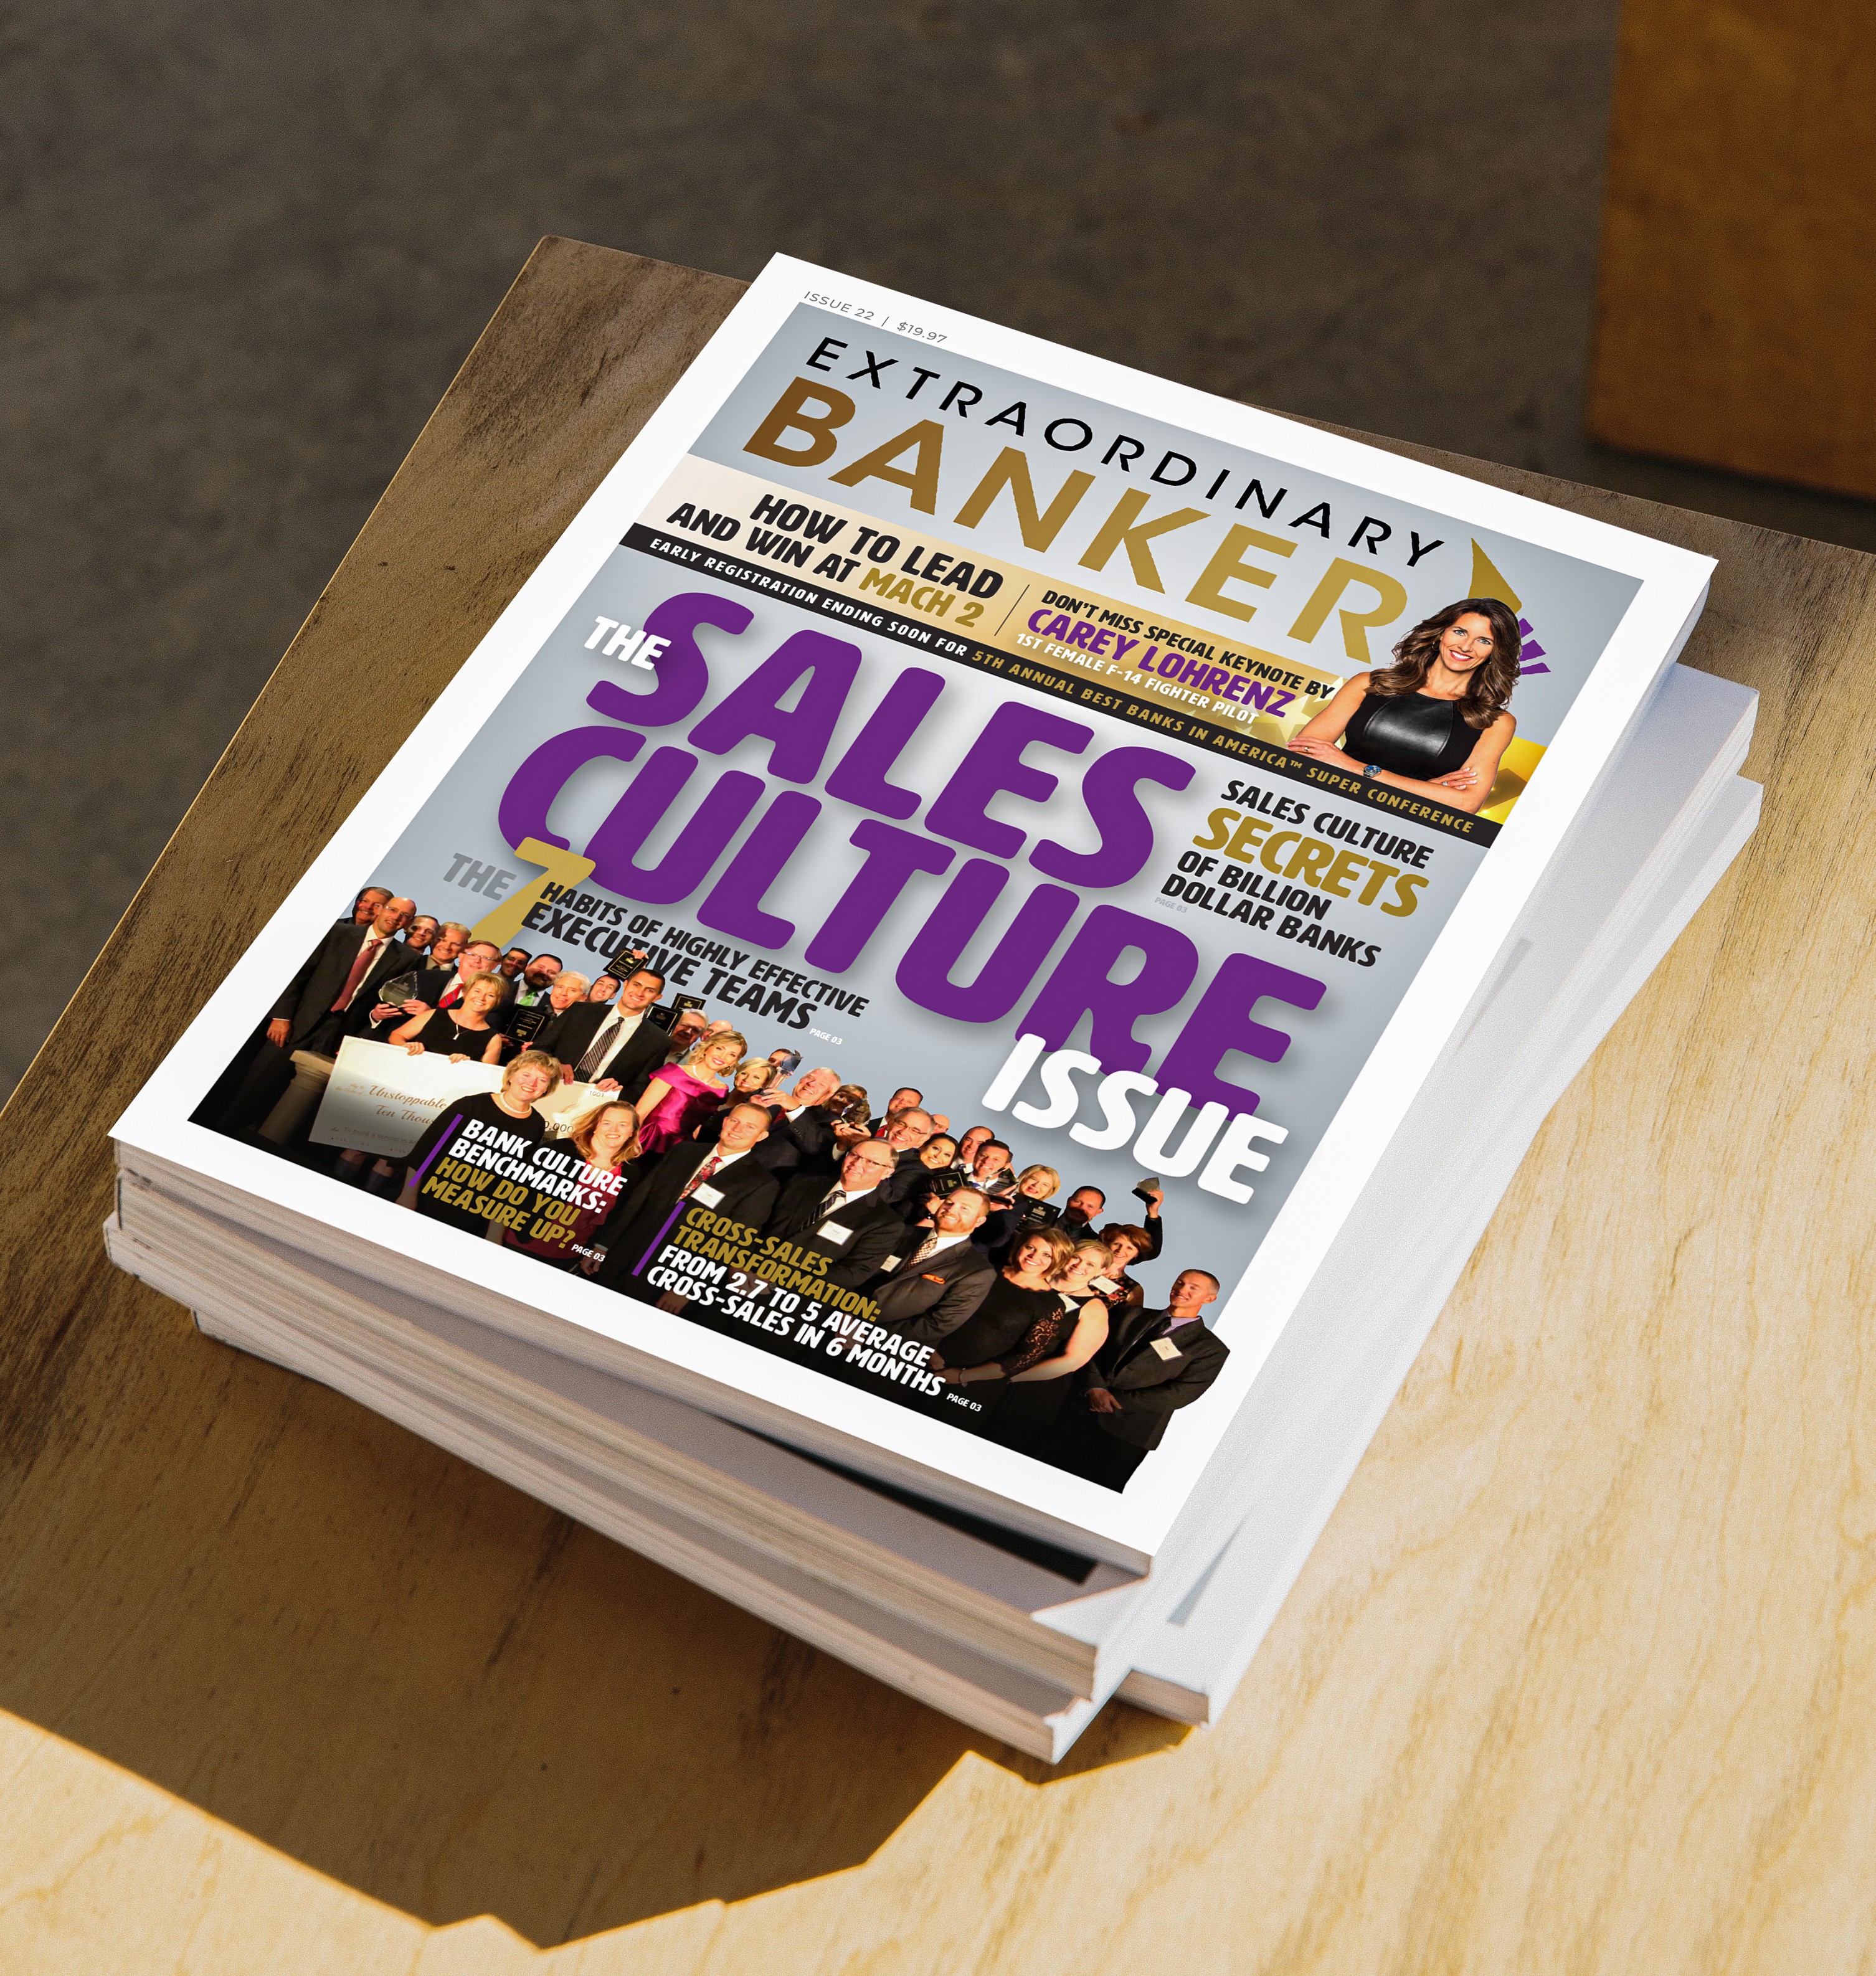 ISSUE 22 | $19.97
EXTRAORDINARY
BANKER
HOW TO LEAD
AND WIN AT MACH 2
DON'T MISS SPECIAL KEYNOTE BY
CAREY LOHRENZ
1ST FEMALE F-14 FIGHTER PILOT
EARLY REGISTRATION ENDING SOON FOR 5TH ANNUAL BEST BANKS IN AMERICA™ SUPER CONFERENCE
THE
SALES
CULTURE
ISSUE
SALES CULTURE
SECRETS
OF BILLION
DOLLAR BANKS
PAGE 03
THE 7
HABITS OF HIGHLY EFFECTIVE
EXECUTIVE TEAMS
PAGE 03
Unstoppable
Ten
1001
BANK CULTURE
BENCHMARKS:
HOW DO YOU
MEASURE UP?
PAGE 03
CROSS-SALES
TRANSFORMATION:
FROM 2.7 TO 5 AVERAGE
CROSS-SALES IN 6 MONTHS
PAGE 03